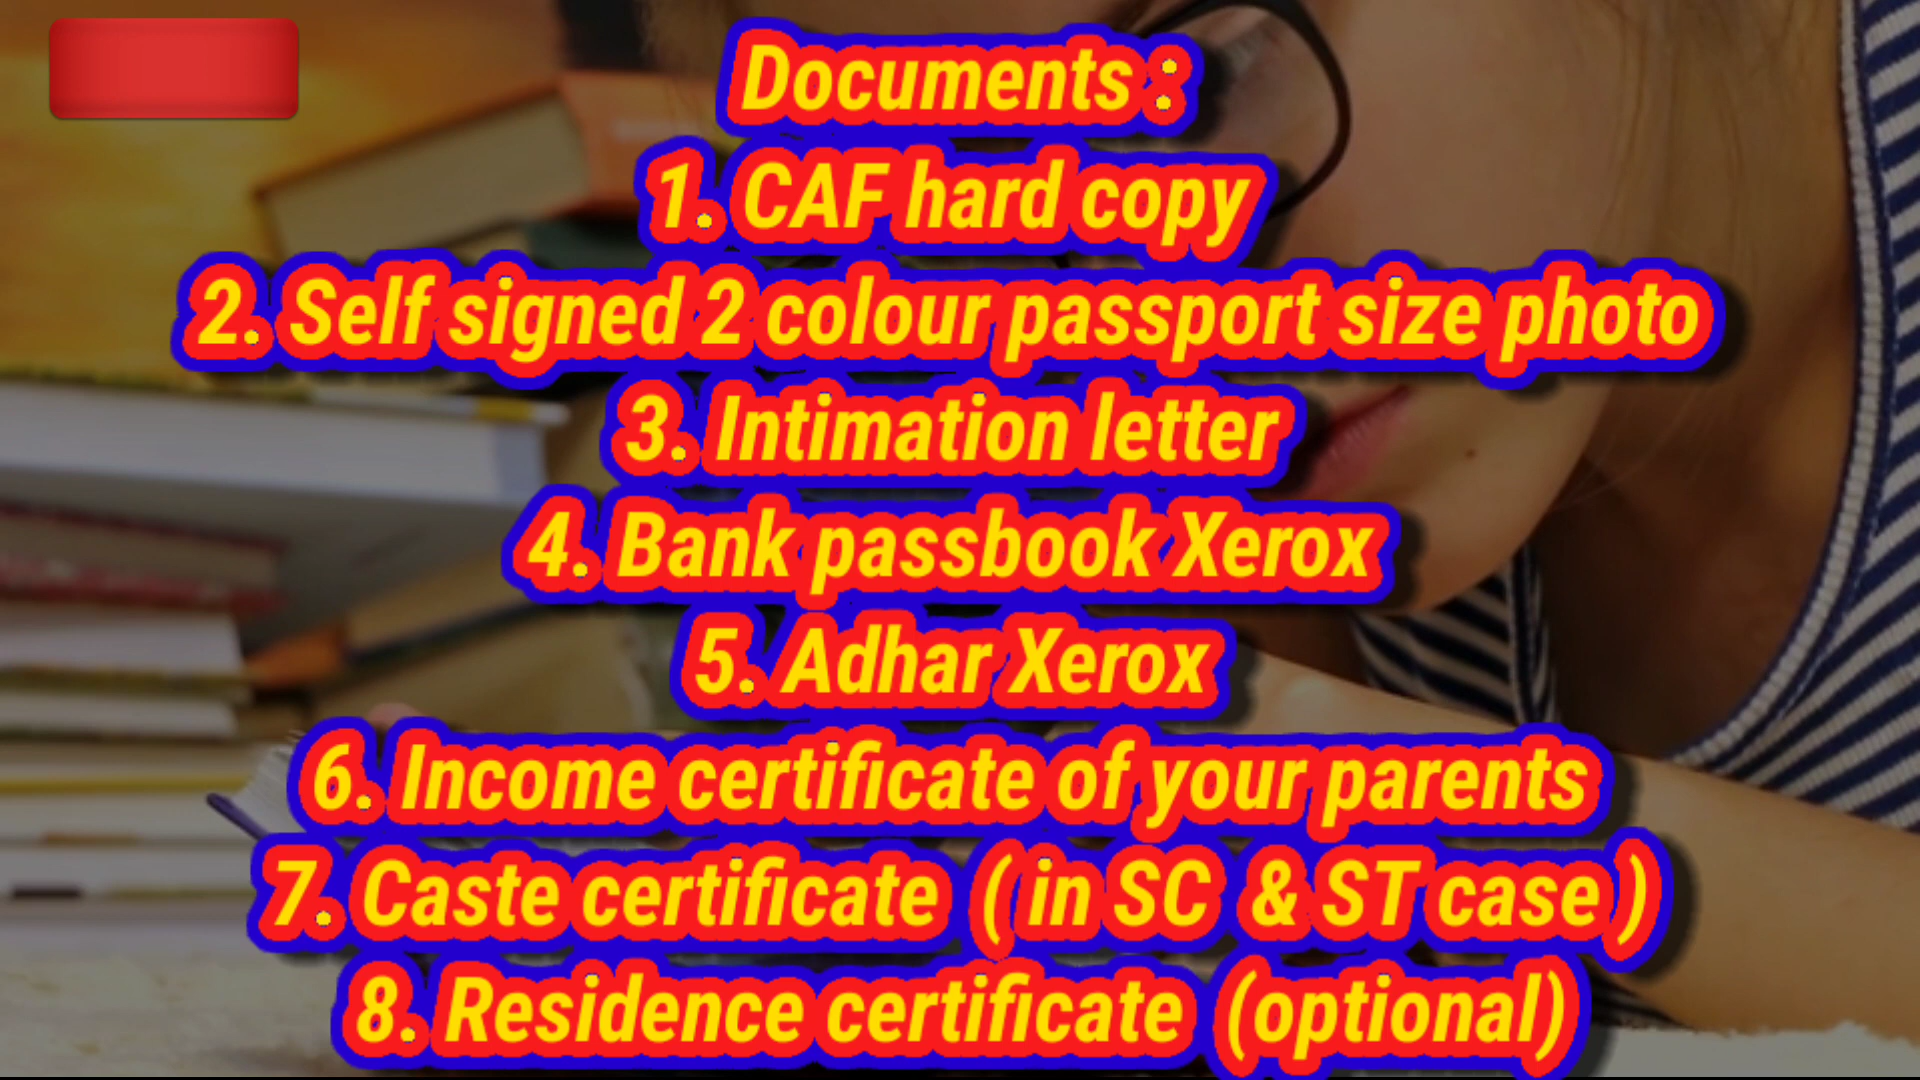 Documents :
1. CAF hard copy
2. Self signed 2 colour passport size photo
3. Intimation letter
4. Bank passbook Xerox
5. Adhar Xerox
6. Income certificate of your parents
7. Caste certificate ( in SC & ST case )
8. Residence certificate (optional)